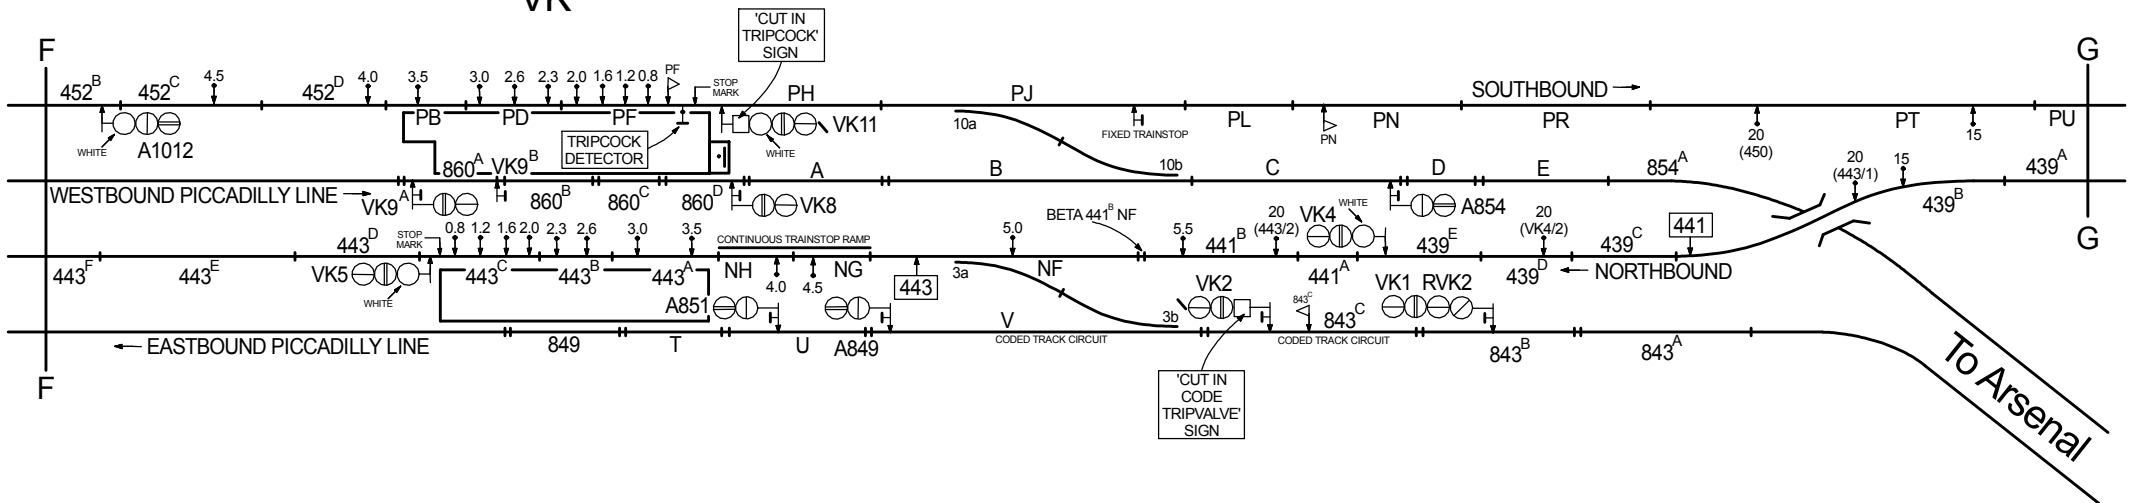 VK
'CUT IN
TRIPCOCK'
SIGN
F
G
452B
452C
4.5
452D
4.0
3.5
3.0
2.6
2.3
2.0
1.6
1.2
0.8
PF
STOP
MARK
PH
PJ
SOUTHBOUND
PB
PD
PF
WHITE
A1012
TRIPCOCK
DETECTOR
VK11
WHITE
10a
FIXED TRAINSTOP
PL
PN
PN
PR
20
(450)
PT
15
PU
860A
VK9B
A
B
10b
C
D
E
854A
20
(443/1)
15
439A
WESTBOUND PICCADILLY LINE
VK9A
860B
860C
860D
VK8
BETA 441B NF
VK4
WHITE
A854
439B
443D
STOP
MARK
0.8
1.2
1.6
2.0
2.3
2.6
3.0
3.5
CONTINUOUS TRAINSTOP RAMP
5.0
5.5
441B
20
(443/2)
439E
20
(VK4/2)
439C
441
G
443F
443E
VK5
WHITE
443C
443B
443A
NH
4.0
4.5
NG
443
3a
NF
441A
439D
NORTHBOUND
A851
VK2
843C
843C
VK1
RVK2
EASTBOUND PICCADILLY LINE
849
T
U
A849
V
CODED TRACK CIRCUIT
3b
CODED TRACK CIRCUIT
843B
843A
F
'CUT IN
CODE
TRIPVALVE'
SIGN
To Arsenal